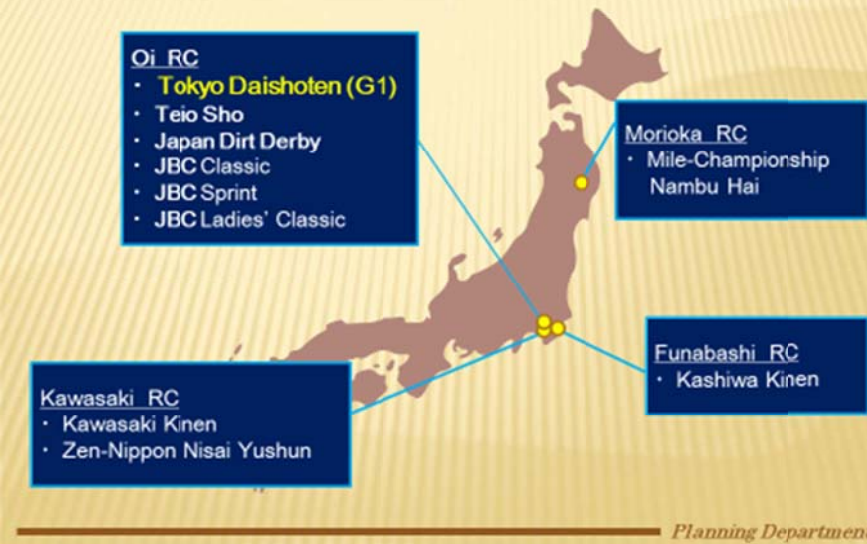 Oi RC
· Tokyo Daishoten (G1)
· Teio Sho
· Japan Dirt Derby
· JBC Classic
· JBC Sprint
· JBC Ladies' Classic
Morioka RC
· Mile-Championship
Nambu Hai
Funabashi RC
· Kashiwa Kinen
Kawasaki RC
· Kawasaki Kinen
· Zen-Nippon Nisai Yushun
Planning Department